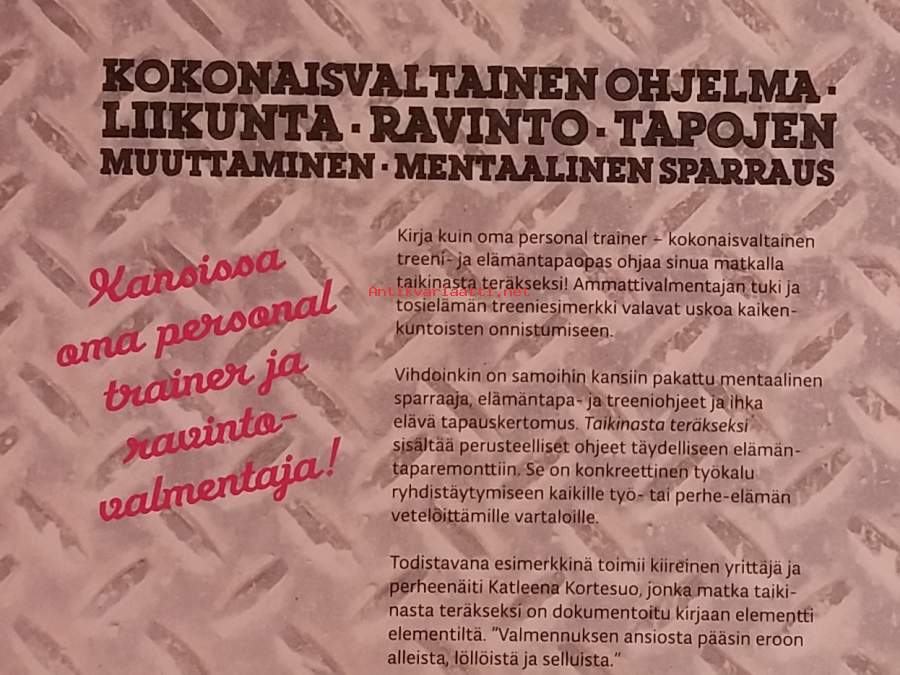 KOKONAISVALTAINEN OHJELMA ·
LIIKUNTA · RAVINTO · TAPOJEN
MUUTTAMINEN · MENTAALINEN SPARRAUS
Kansissa
oma personal
trainer ja
ravinto-
valmentaja!
Kirja kuin oma personal trainer – kokonaisvaltainen
treeni- ja elämäntapaopas ohjaa sinua matkalla
taikinasta teräkseksi! Ammattivalmentajan tuki ja
Antikvariaatti.net
tosielämän treeniesimerkki valavat uskoa kaiken-
kuntoisten onnistumiseen.
Vihdoinkin on samoihin kansiin pakattu mentaalinen
sparraaja, elämäntapa- ja treeniohjeet ja ihka
elävä tapauskertomus. Taikinasta teräkseksi
sisältää perusteelliset ohjeet täydelliseen elämän-
taparemonttiin. Se on konkreettinen työkalu
ryhdistäytymiseen kaikille työ- tai perhe-elämän
vetelöittämille vartaloille.
Todistavana esimerkkinä toimii kiireinen yrittäjä ja
perheenäiti Katleena Kortesuo, jonka matka taiki-
nasta teräkseksi on dokumentoitu kirjaan elementti
elementiltä. ”Valmennuksen ansiosta pääsin eroon
alleista, löllöistä ja selluista.”